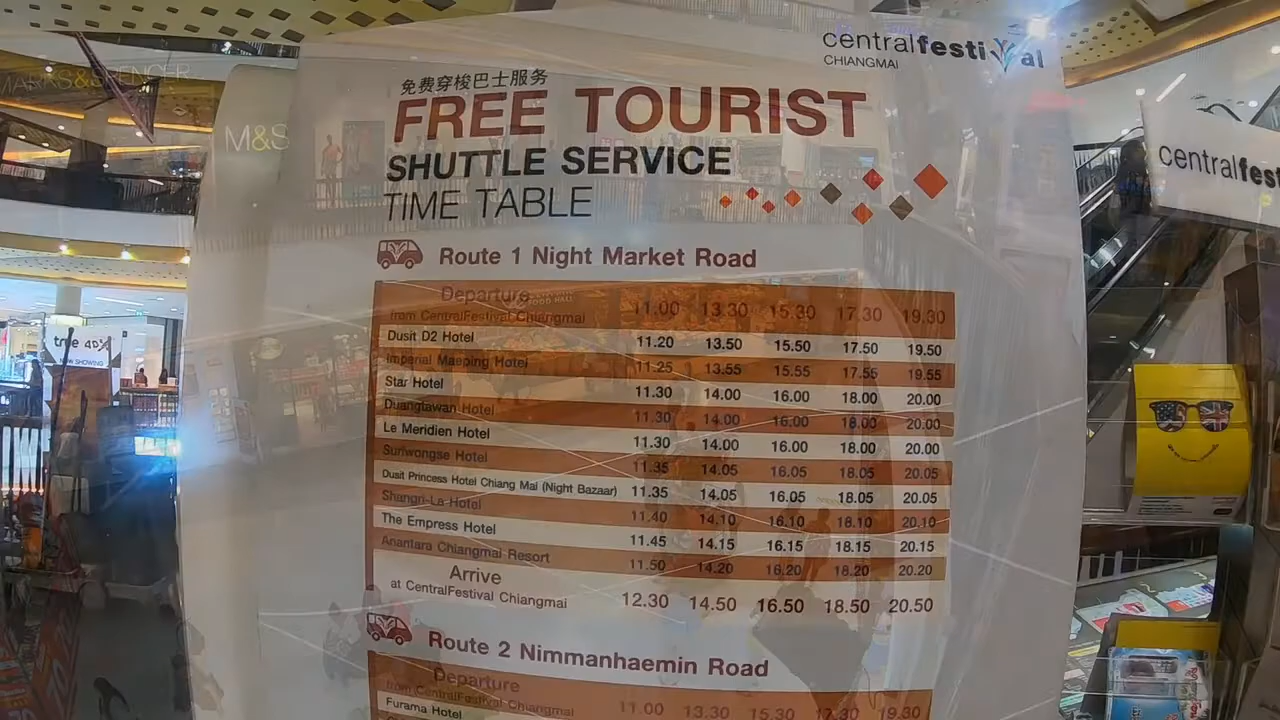 centralfestival
CHIANGMAI
MARKS&SPENCER
M&S
免费穿梭巴士服务
FREE TOURIST
SHUTTLE SERVICE
TIME TABLE
centralfest
Route 1 Night Market Road
Departure
from CentralFestival Chiangmai 11.00 13.30 15.30 17.30 19.30
Dusit D2 Hotel 11.20 13.50 15.50 17.50 19.50
Imperial Maeping Hotel 11.25 13.55 15.55 17.55 19.55
Star Hotel 11.30 14.00 16.00 18.00 20.00
Duangtawan Hotel 11.30 14.00 16.00 18.00 20.00
Le Meridien Hotel 11.30 14.00 16.00 18.00 20.00
Suriwongse Hotel 11.35 14.05 16.05 18.05 20.05
Dusit Princess Hotel Chiang Mai (Night Bazaar) 11.35 14.05 16.05 18.05 20.05
Shangri-La Hotel 11.40 14.10 16.10 18.10 20.10
The Empress Hotel 11.45 14.15 16.15 18.15 20.15
Anantara Chiangmai Resort 11.50 14.20 16.20 18.20 20.20
Arrive
at CentralFestival Chiangmai 12.30 14.50 16.50 18.50 20.50
Route 2 Nimmanhaemin Road
Departure
from CentralFestival Chiangmai 11.00 13.30 15.30 17.30 19.30
Furama Hotel
true 4DX
NOW SHOWING
FOOD HALL